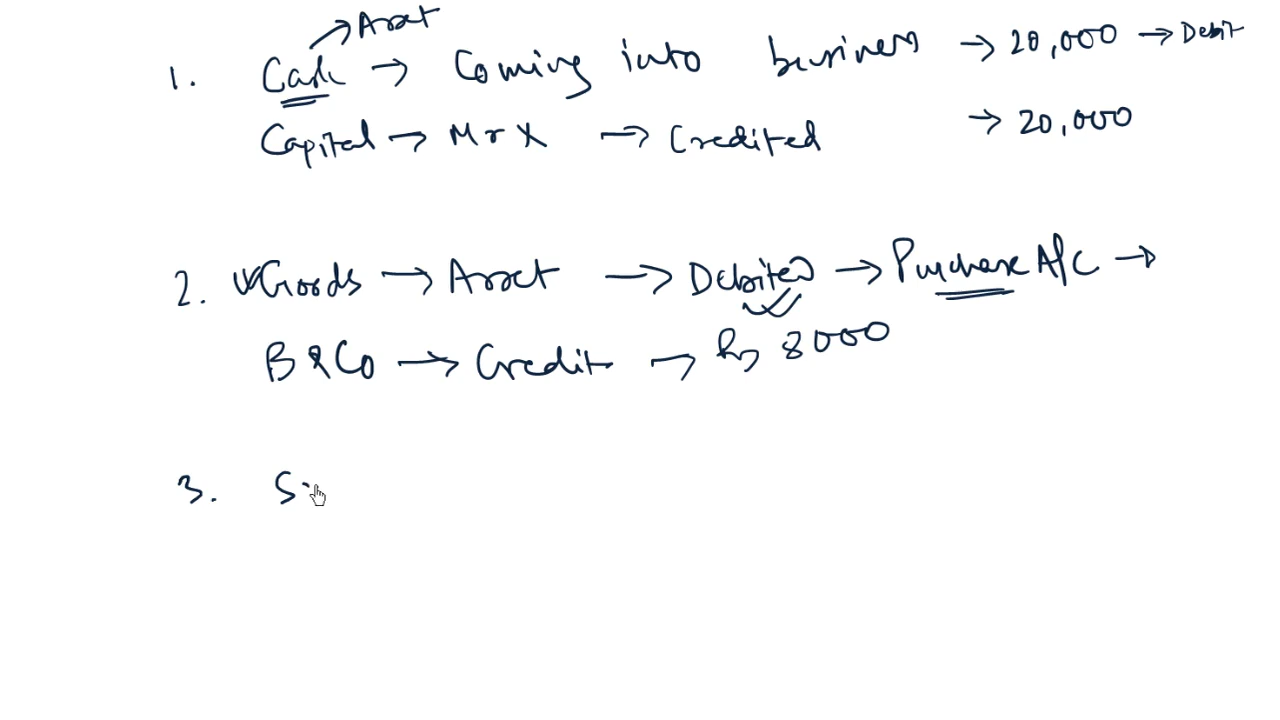 Asset
1. Cash → Coming into business → 20,000 → Debit
Capital → Mr X → Credited → 20,000
2. Goods → Asset → Debited → Purchase A/C →
B & Co → Credit → Rs 8000
3. S